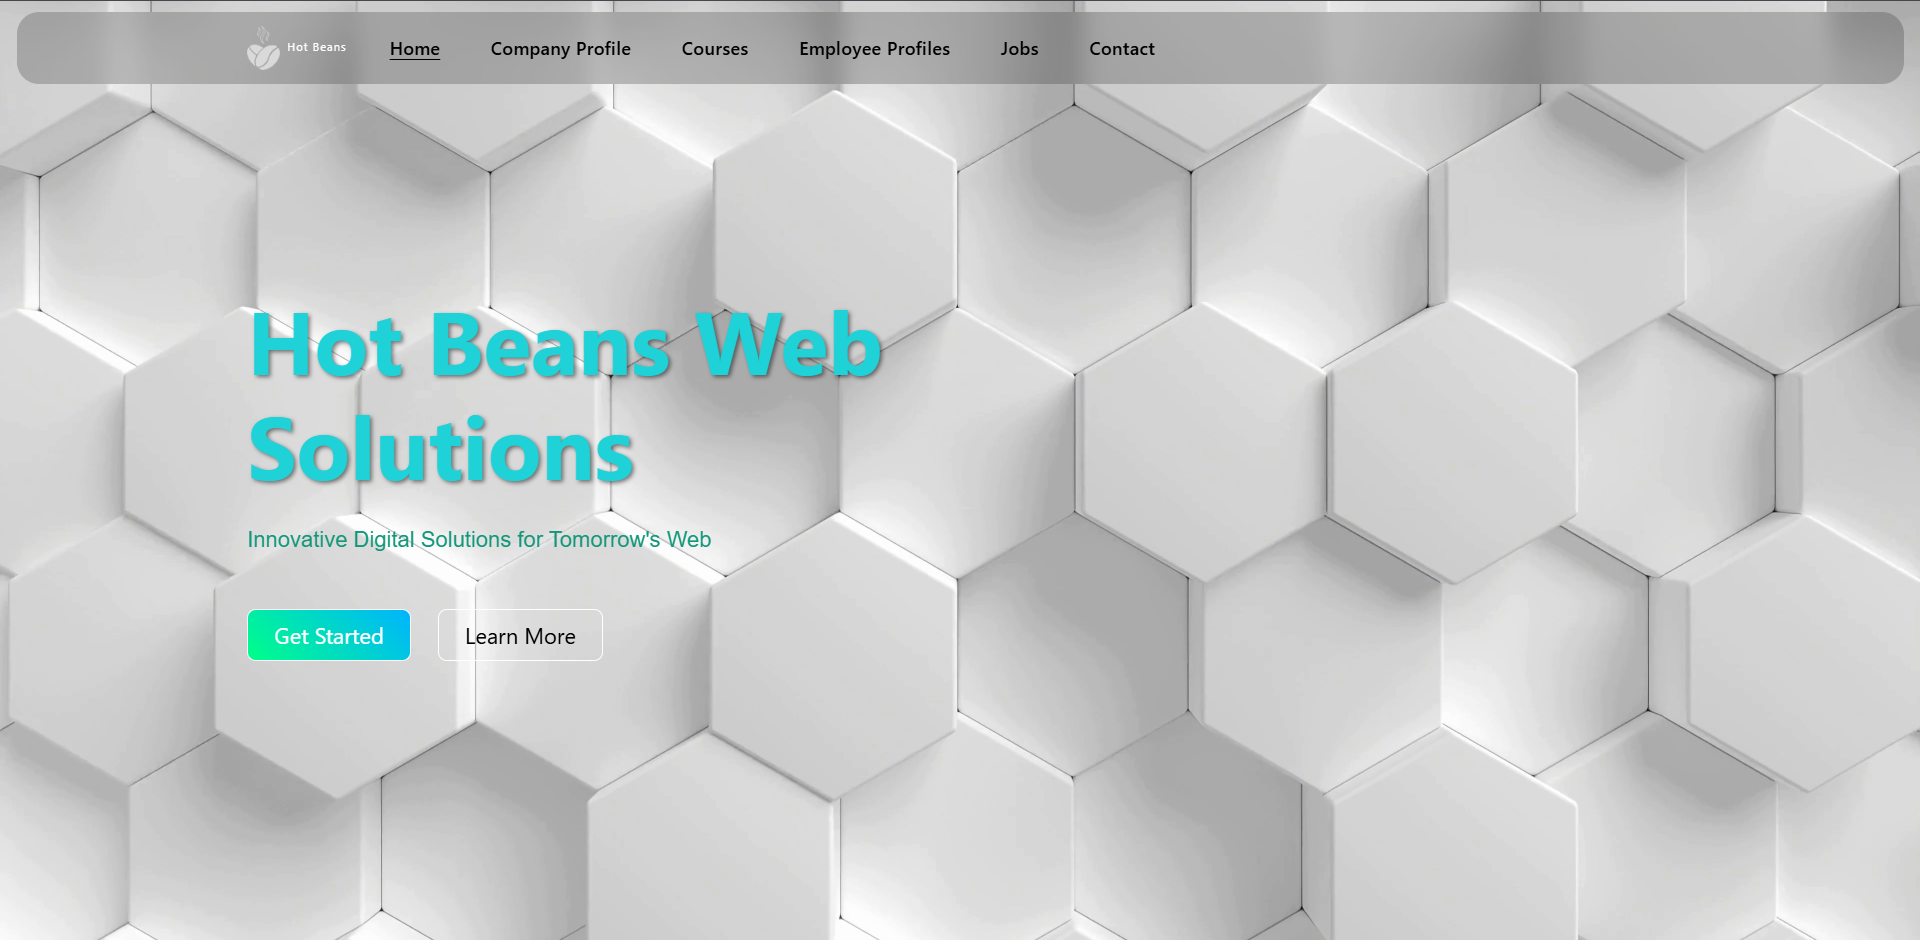 Hot Beans
Home
Company Profile
Courses
Employee Profiles
Jobs
Contact
Hot Beans Web
Solutions
Innovative Digital Solutions for Tomorrow's Web
Get Started
Learn More